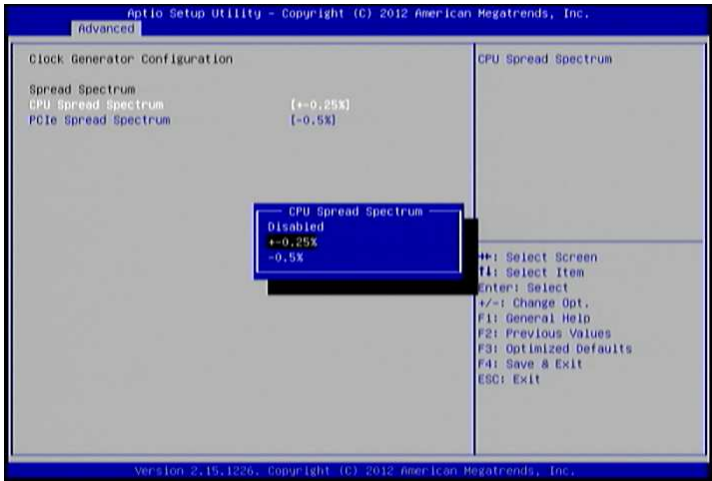 Aptio Setup Utility - Copyright (C) 2012 American Megatrends, Inc.
Advanced
Clock Generator Configuration
Spread Spectrum
CPU Spread Spectrum [+-0.25%]
PCIe Spread Spectrum [-0.5%]
CPU Spread Spectrum
Disabled
+-0.25%
-0.5%
CPU Spread Spectrum
→←: Select Screen
↑↓: Select Item
Enter: Select
+/-: Change Opt.
F1: General Help
F2: Previous Values
F3: Optimized Defaults
F4: Save & Exit
ESC: Exit
Version 2.15.1226. Copyright (C) 2012 American Megatrends, Inc.